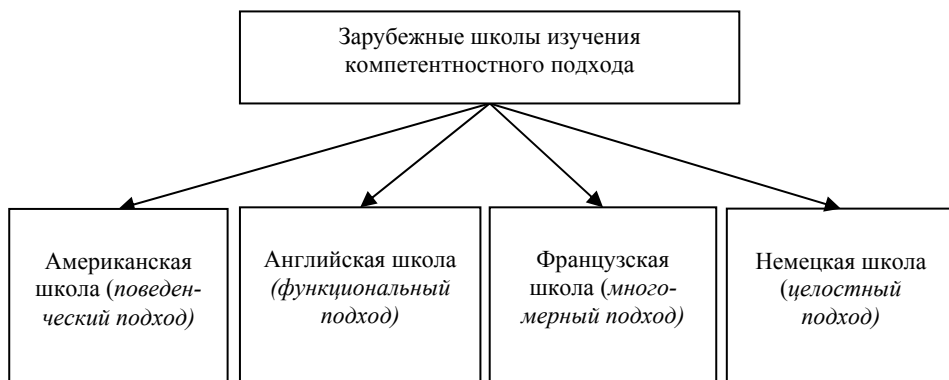 Зарубежные школы изучения
компетентностного подхода
Американская
школа (поведен-
ческий подход)
Английская школа
(функциональный
подход)
Французская
школа (много-
мерный подход)
Немецкая школа
(целостный
подход)